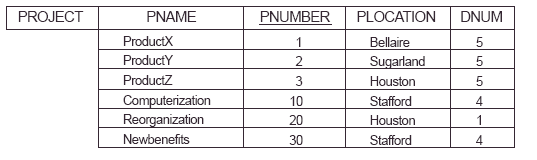 PROJECT PNAME PNUMBER PLOCATION DNUM
ProductX 1 Bellaire 5
ProductY 2 Sugarland 5
ProductZ 3 Houston 5
Computerization 10 Stafford 4
Reorganization 20 Houston 1
Newbenefits 30 Stafford 4